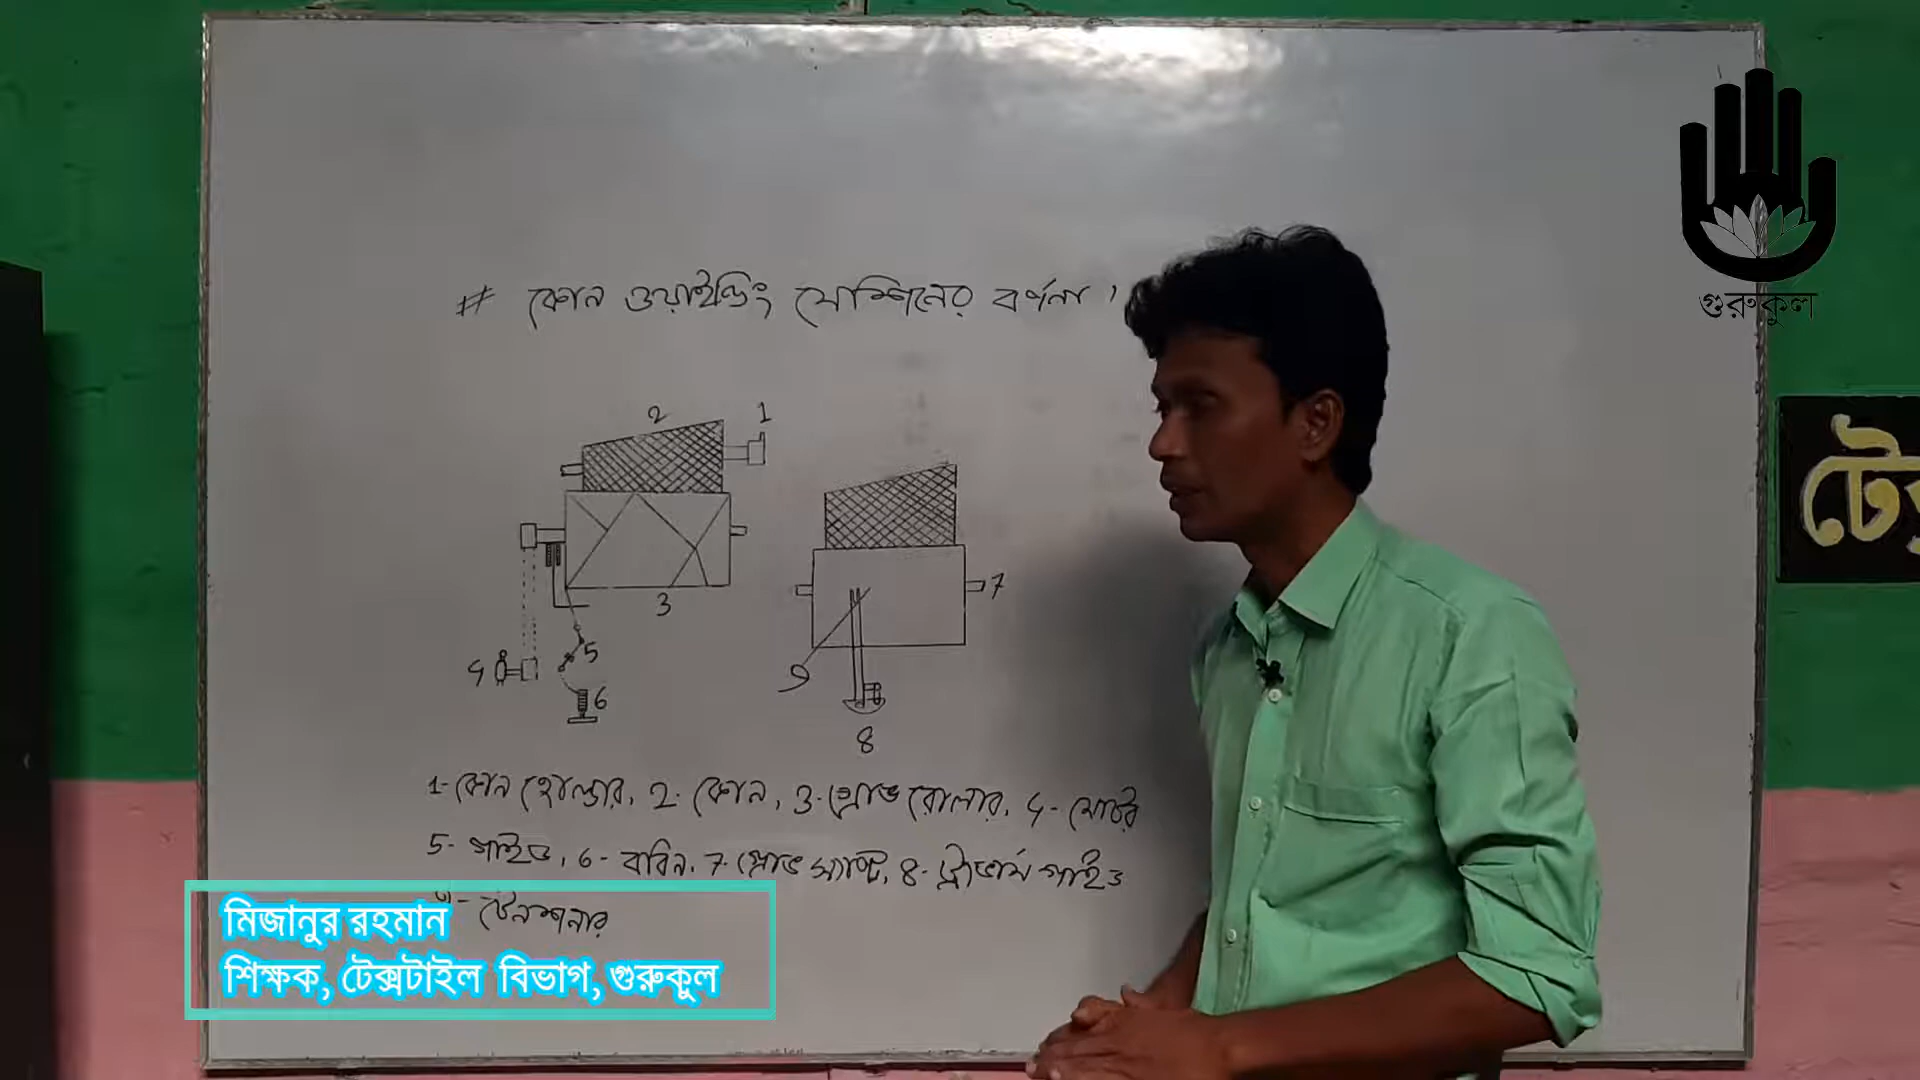 # কোন ওয়াইন্ডিং মেশিনের বর্ণনা।
2
1
3
7
4
5
6
9
8
1- কোন হোল্ডার, 2- কোন, 3- গ্রোভ রোলার, 4- মোটর
5- গাইড, 6- ববিন, 7- গ্রোভ স্যাফ্ট, 8- ট্রাভার্স গাইড
9- টেনশনার
মিজানুর রহমান
শিক্ষক, টেক্সটাইল বিভাগ, গুরুকুল
গুরুকুল